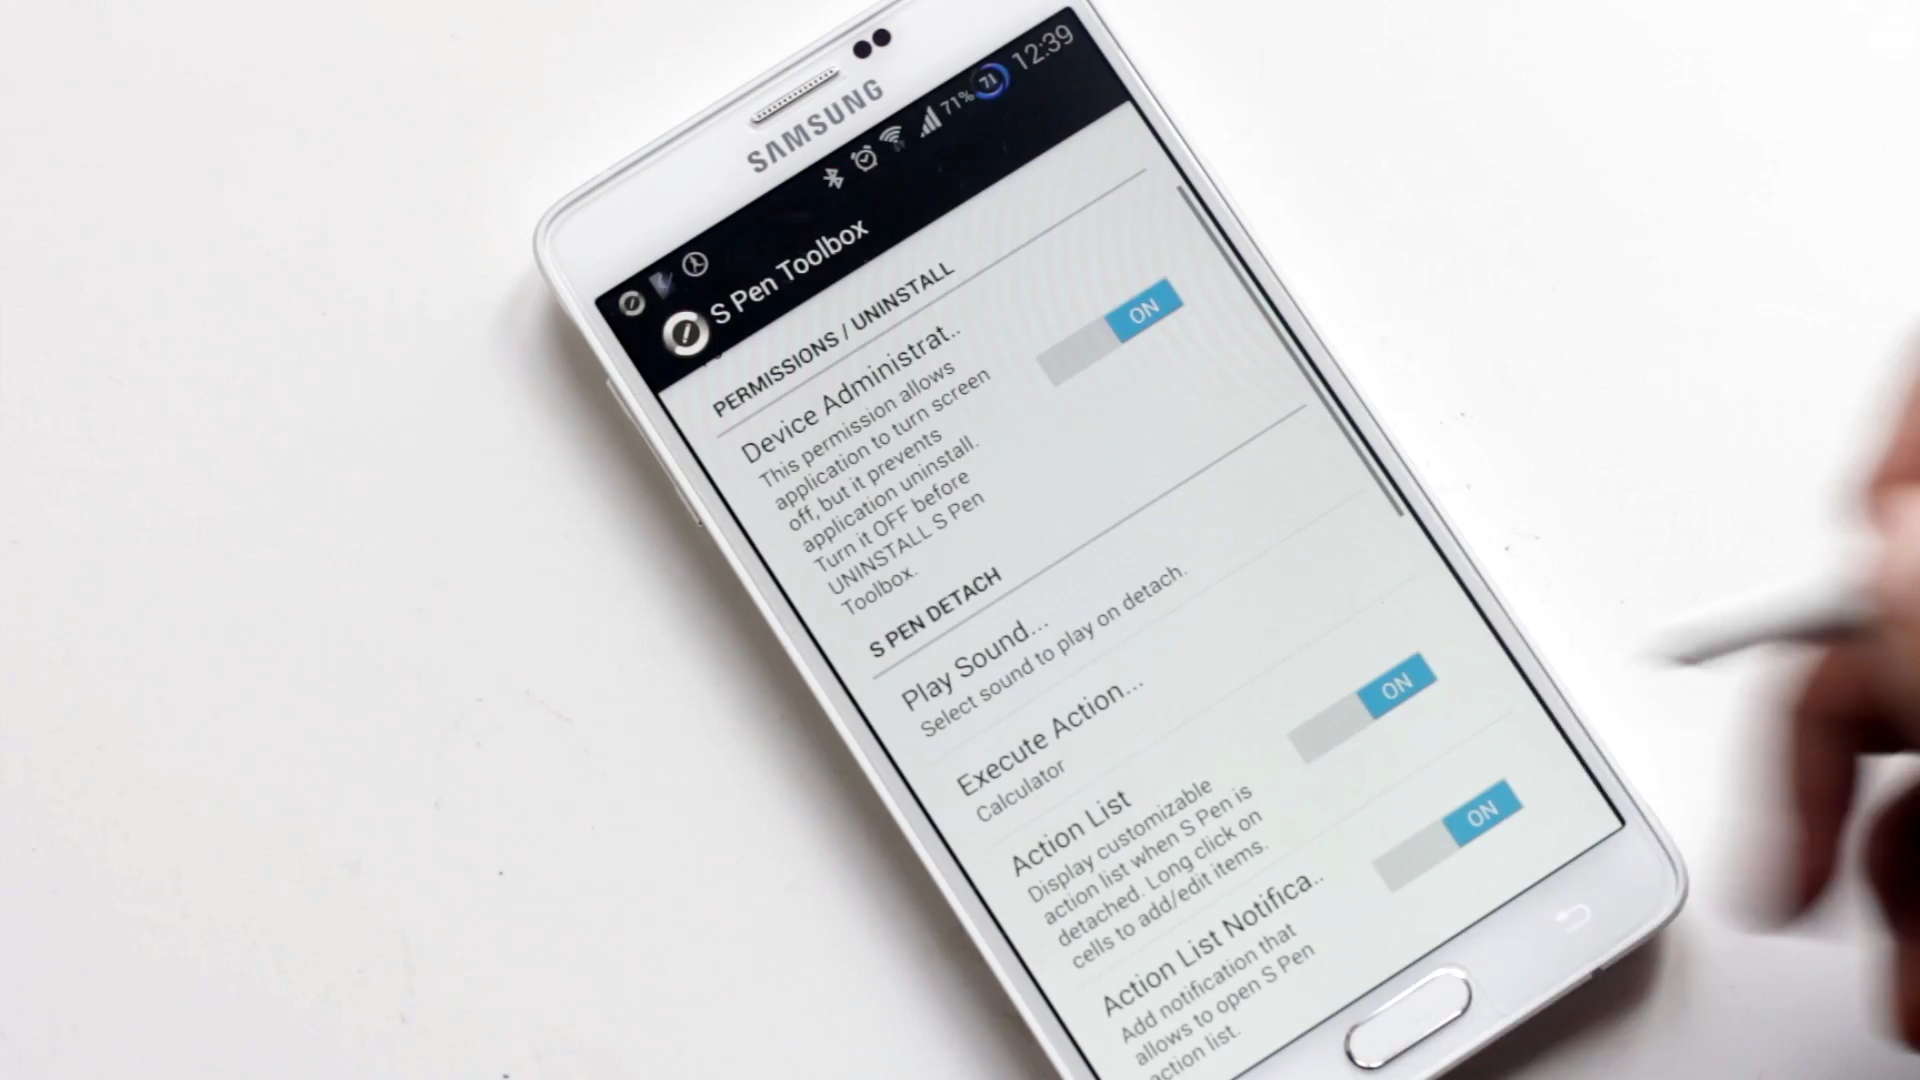 SAMSUNG
71% 71 12:39
S Pen Toolbox
PERMISSIONS / UNINSTALL
Device Administrat..
ON
This permission allows
application to turn screen
off, but it prevents
application uninstall.
Turn it OFF before
UNINSTALL S Pen
Toolbox.
S PEN DETACH
Play Sound...
Select sound to play on detach.
Execute Action...
Calculator
Action List
ON
Display customizable
action list when S Pen is
detached. Long click on
cells to add/edit items.
Action List Notifica..
ON
Add notification that
allows to open S Pen
action list.